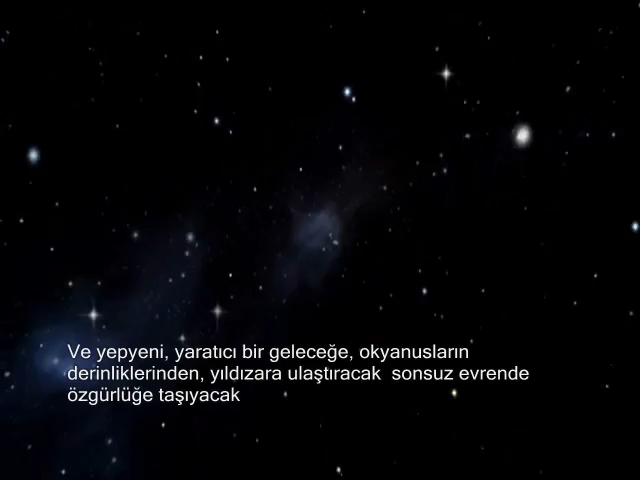 Ve yepyeni, yaratıcı bir geleceğe, okyanusların
derinliklerinden, yıldızara ulaştıracak  sonsuz evrende
özgürlüğe taşıyacak